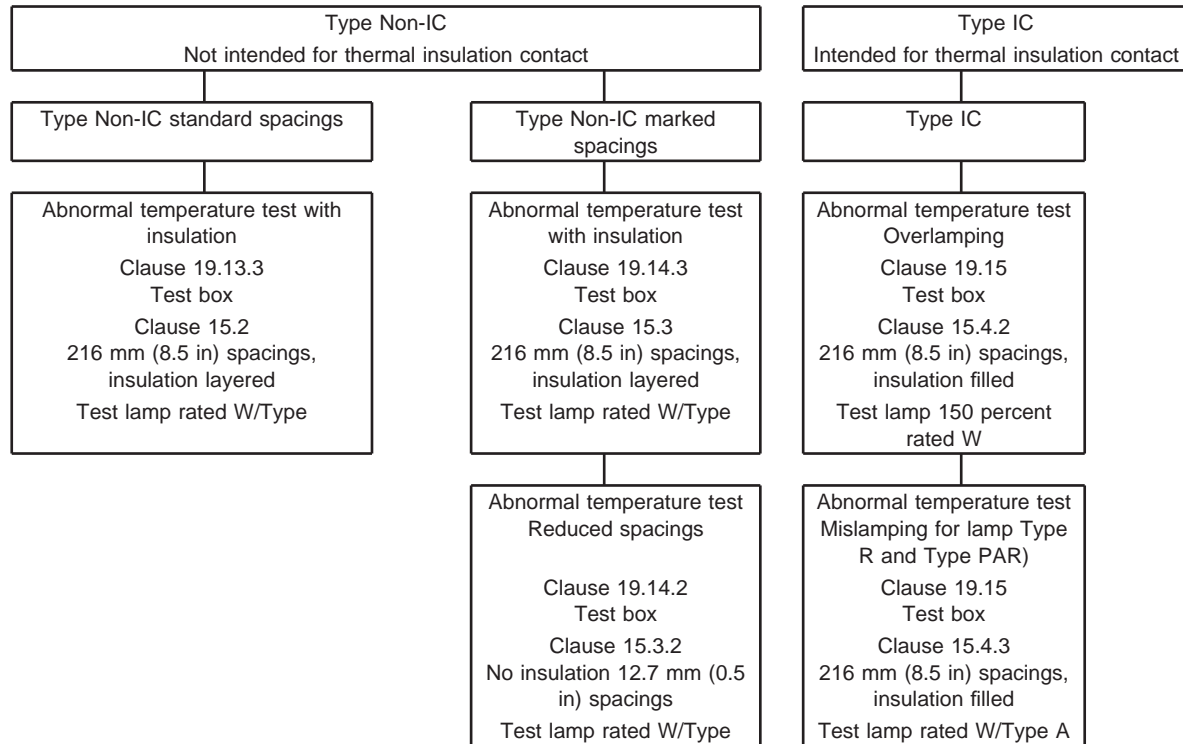 Type Non-IC
Not intended for thermal insulation contact
Type IC
Intended for thermal insulation contact
Type Non-IC standard spacings
Type Non-IC marked
spacings
Type IC
Abnormal temperature test with
insulation
Clause 19.13.3
Test box
Clause 15.2
216 mm (8.5 in) spacings,
insulation layered
Test lamp rated W/Type
Abnormal temperature test
with insulation
Clause 19.14.3
Test box
Clause 15.3
216 mm (8.5 in) spacings,
insulation layered
Test lamp rated W/Type
Abnormal temperature test
Overlamping
Clause 19.15
Test box
Clause 15.4.2
216 mm (8.5 in) spacings,
insulation filled
Test lamp 150 percent
rated W
Abnormal temperature test
Reduced spacings
Clause 19.14.2
Test box
Clause 15.3.2
No insulation 12.7 mm (0.5
in) spacings
Test lamp rated W/Type
Abnormal temperature test
Mislamping for lamp Type
R and Type PAR)
Clause 19.15
Test box
Clause 15.4.3
216 mm (8.5 in) spacings,
insulation filled
Test lamp rated W/Type A